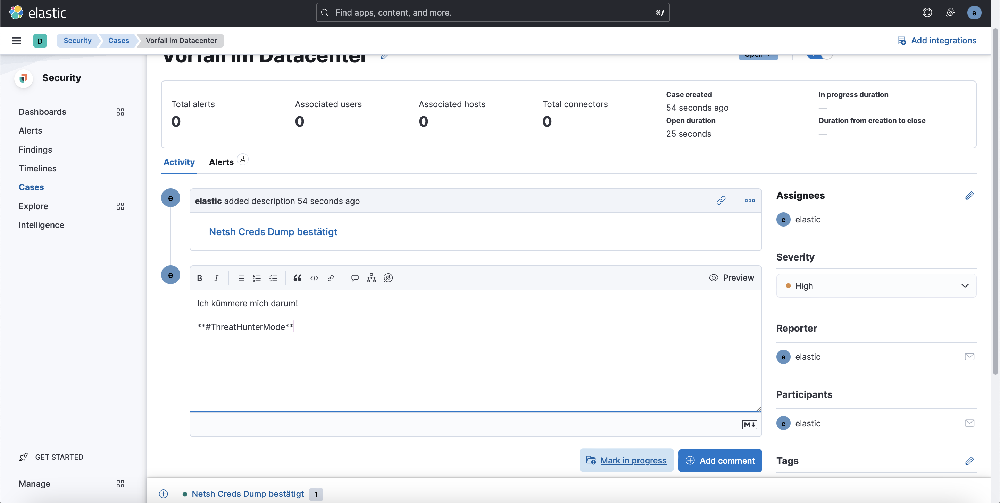 elastic
Find apps, content, and more.
⌘/
e
D
Security
Cases
Vorfall im Datacenter
Add integrations
Vorfall im Datacenter
Open
Security
Dashboards
Alerts
Findings
Timelines
Cases
Explore
Intelligence
GET STARTED
Manage
Total alerts
0
Associated users
0
Associated hosts
0
Total connectors
0
Case created
54 seconds ago
Open duration
25 seconds
In progress duration
—
Duration from creation to close
—
Activity
Alerts
e
elastic added description 54 seconds ago
Netsh Creds Dump bestätigt
e
B I
Preview
Ich kümmere mich darum!
**#ThreatHunterMode**
M↓
Mark in progress
Add comment
Assignees
e elastic
Severity
High
Reporter
e elastic
Participants
e elastic
Tags
Netsh Creds Dump bestätigt 1